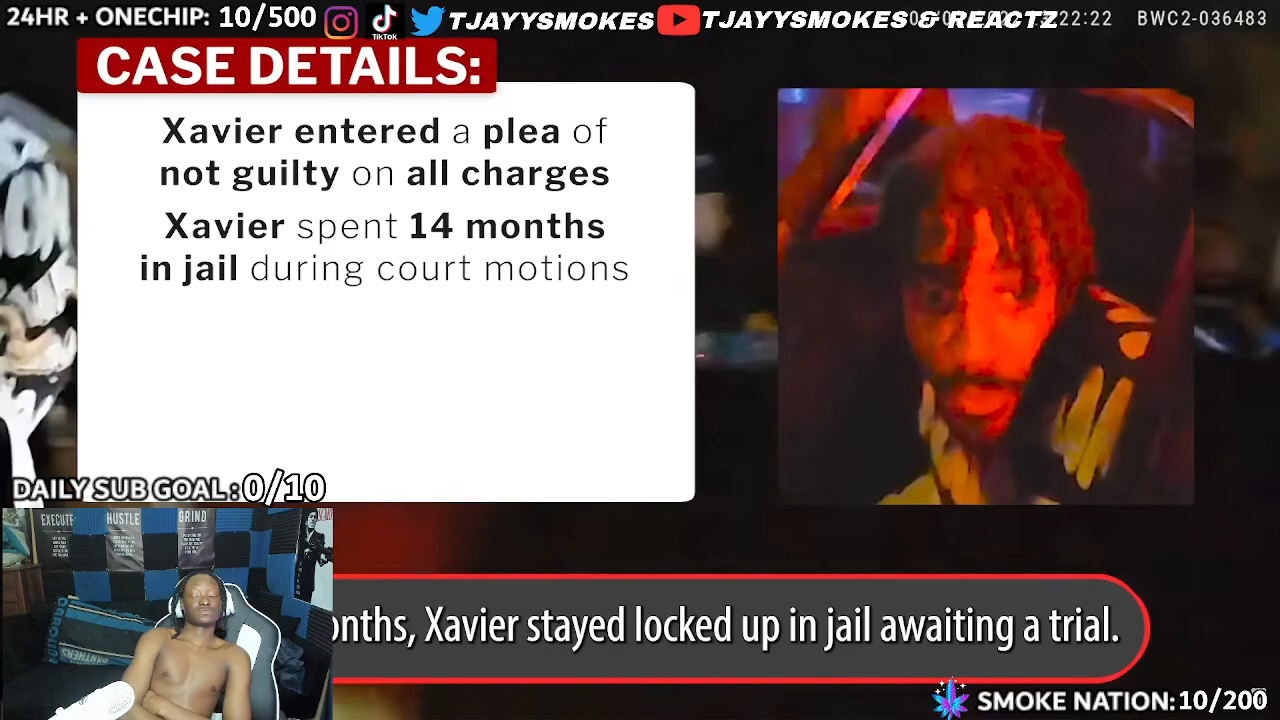 24HR + ONECHIP: 10/500
TikTok
TJAYYSMOKES
TJAYYSMOKES & REACTZ
22:22 BWC2-036483
CASE DETAILS:
Xavier entered a plea of
not guilty on all charges
Xavier spent 14 months
in jail during court motions
DAILY SUB GOAL: 0/10
EXECUTE
HUSTLE
GRIND
PANTHERS
onths, Xavier stayed locked up in jail awaiting a trial.
SMOKE NATION: 10/200